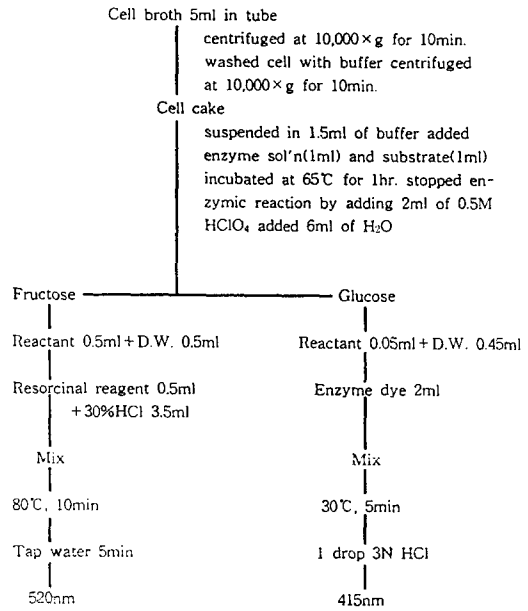 Cell broth 5ml in tube
centrifuged at 10,000×g for 10min.
washed cell with buffer centrifuged
at 10,000×g for 10min.
Cell cake
suspended in 1.5ml of buffer added
enzyme sol'n(1ml) and substrate(1ml)
incubated at 65℃ for 1hr. stopped en-
zymic reaction by adding 2ml of 0.5M
HClO₄ added 6ml of H₂O
Fructose
Glucose
Reactant 0.5ml+D.W. 0.5ml
Reactant 0.05ml+D.W. 0.45ml
Resorcinal reagent 0.5ml
+30%HCl 3.5ml
Enzyme dye 2ml
Mix
Mix
80℃, 10min
30℃, 5min
Tap water 5min
1 drop 3N HCl
520nm
415nm